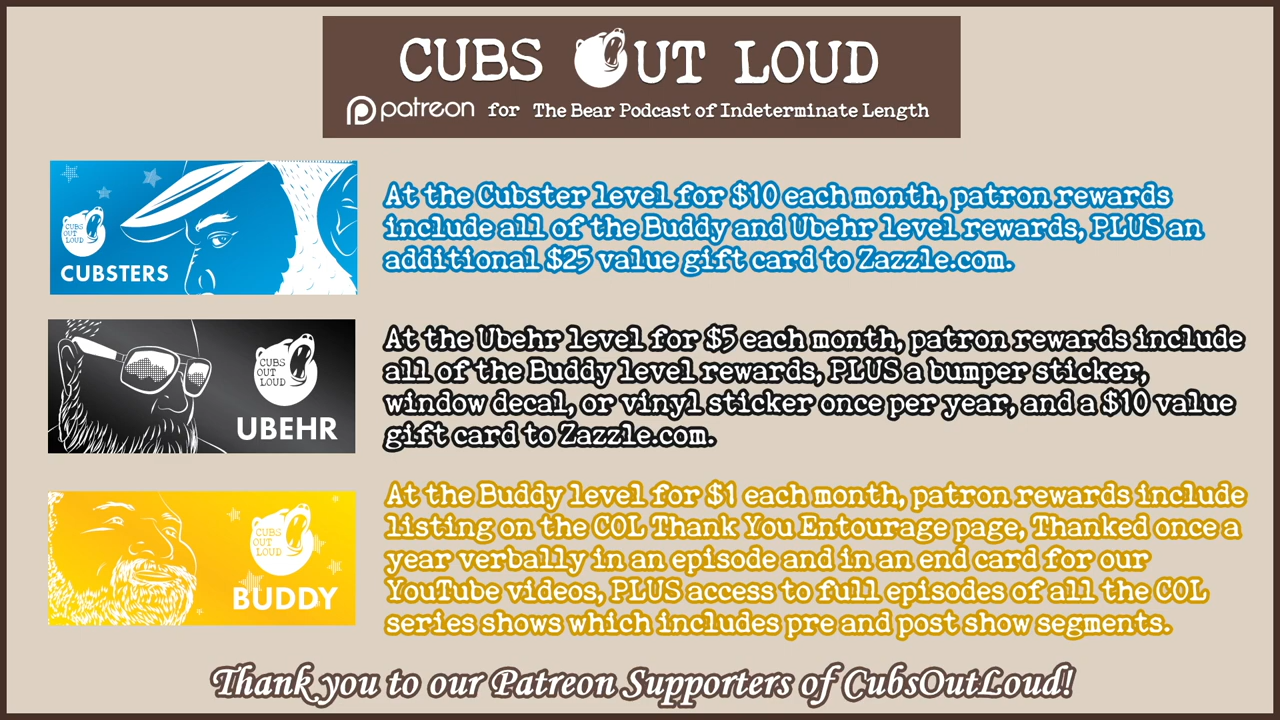 CUBS OUT LOUD
patreon for The Bear Podcast of Indeterminate Length
CUBS
OUT
LOUD
CUBSTERS
At the Cubster level for $10 each month, patron rewards
include all of the Buddy and Ubehr level rewards, PLUS an
additional $25 value gift card to Zazzle.com.
CUBS
OUT
LOUD
UBEHR
At the Ubehr level for $5 each month, patron rewards include
all of the Buddy level rewards, PLUS a bumper sticker,
window decal, or vinyl sticker once per year, and a $10 value
gift card to Zazzle.com.
CUBS
OUT
LOUD
BUDDY
At the Buddy level for $1 each month, patron rewards include
listing on the COL Thank You Entourage page, Thanked once a
year verbally in an episode and in an end card for our
YouTube videos, PLUS access to full episodes of all the COL
series shows which includes pre and post show segments.
Thank you to our Patreon Supporters of CubsOutLoud!